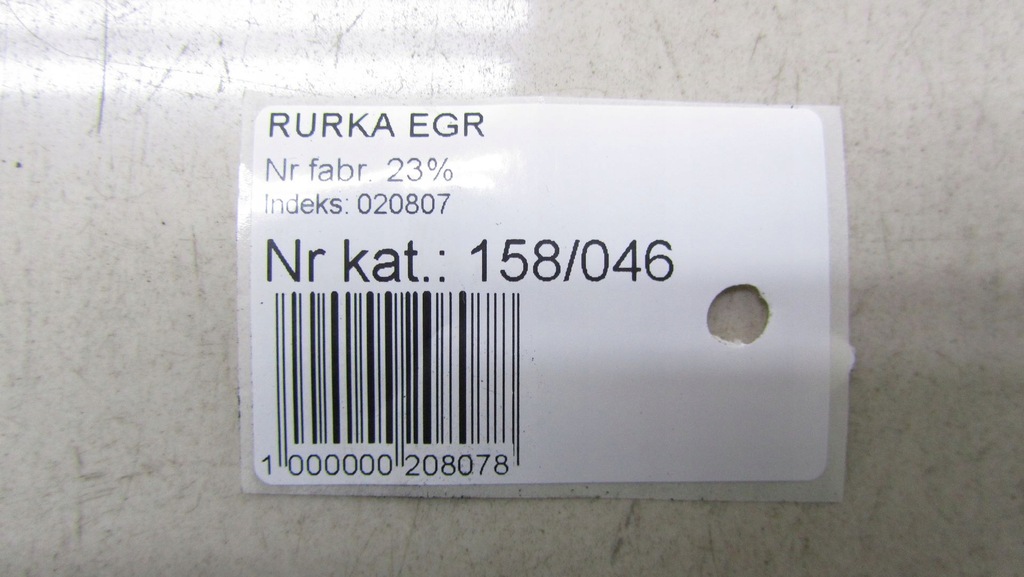 RURKA EGR
Nr fabr. 23%
Indeks: 020807
Nr kat.: 158/046
1 000000 208078